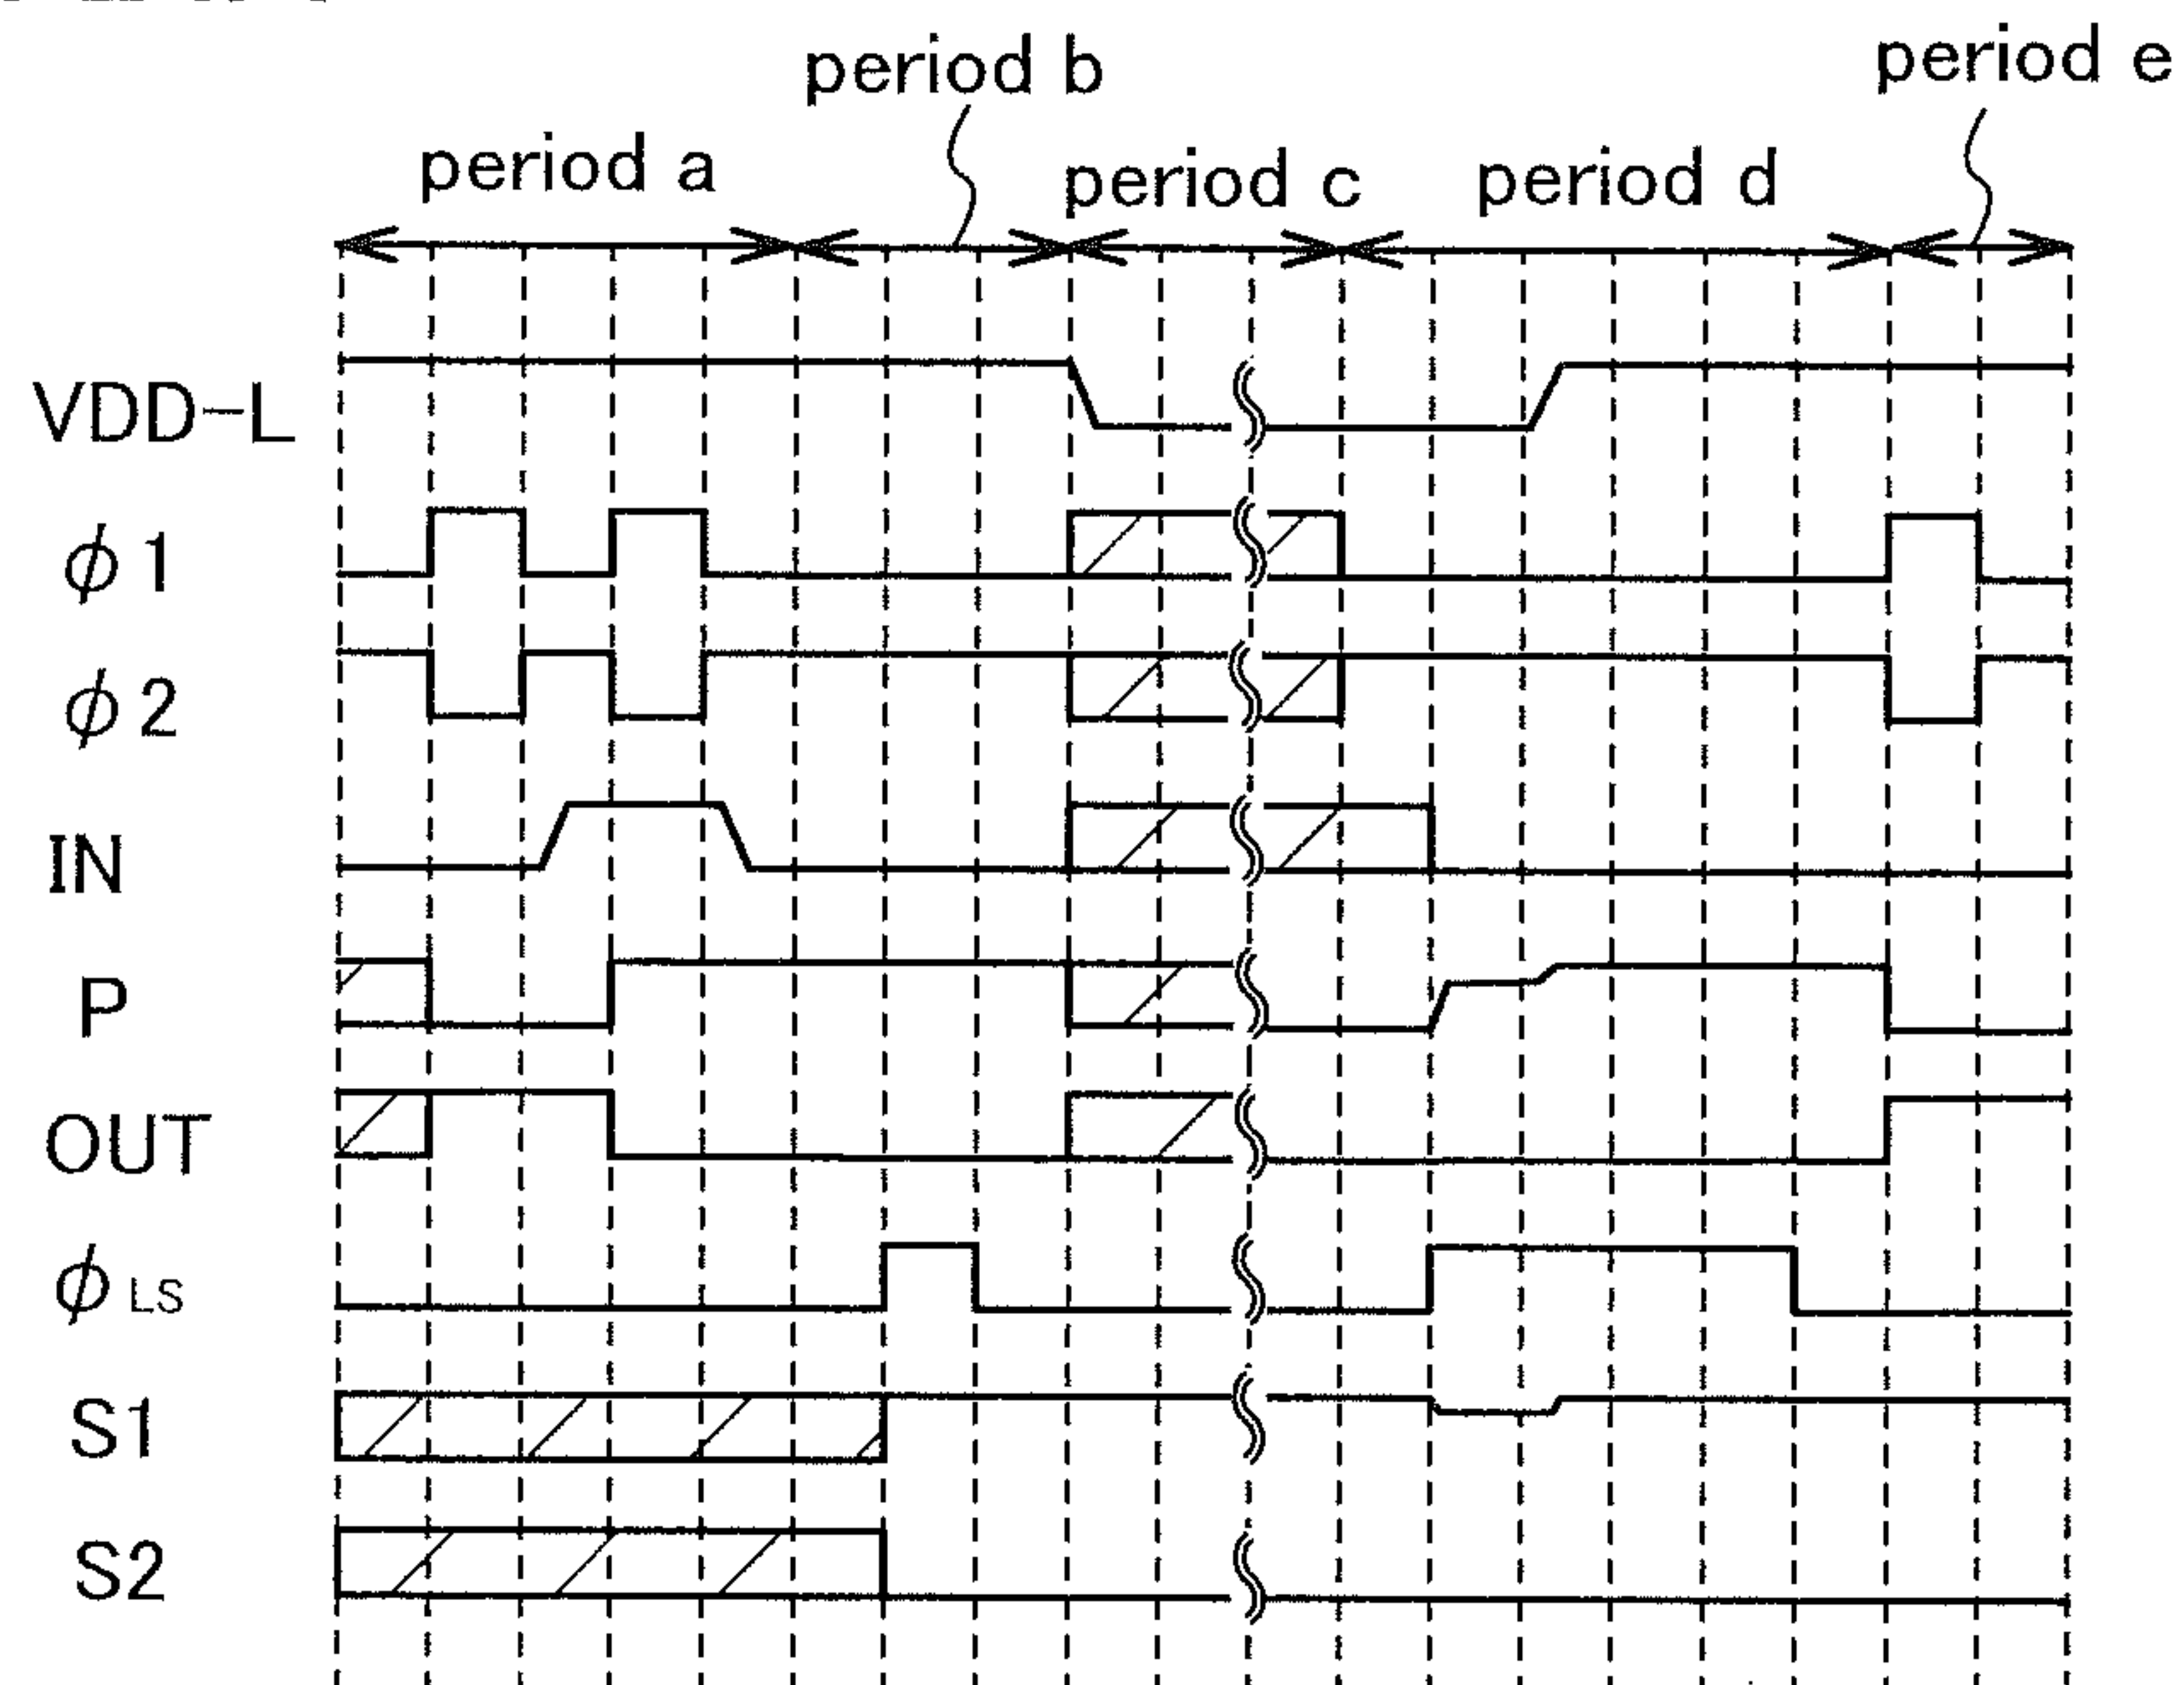 period b
period e
period a
period c
period d
VDD-L
ϕ1
ϕ2
IN
P
OUT
ϕLS
S1
S2